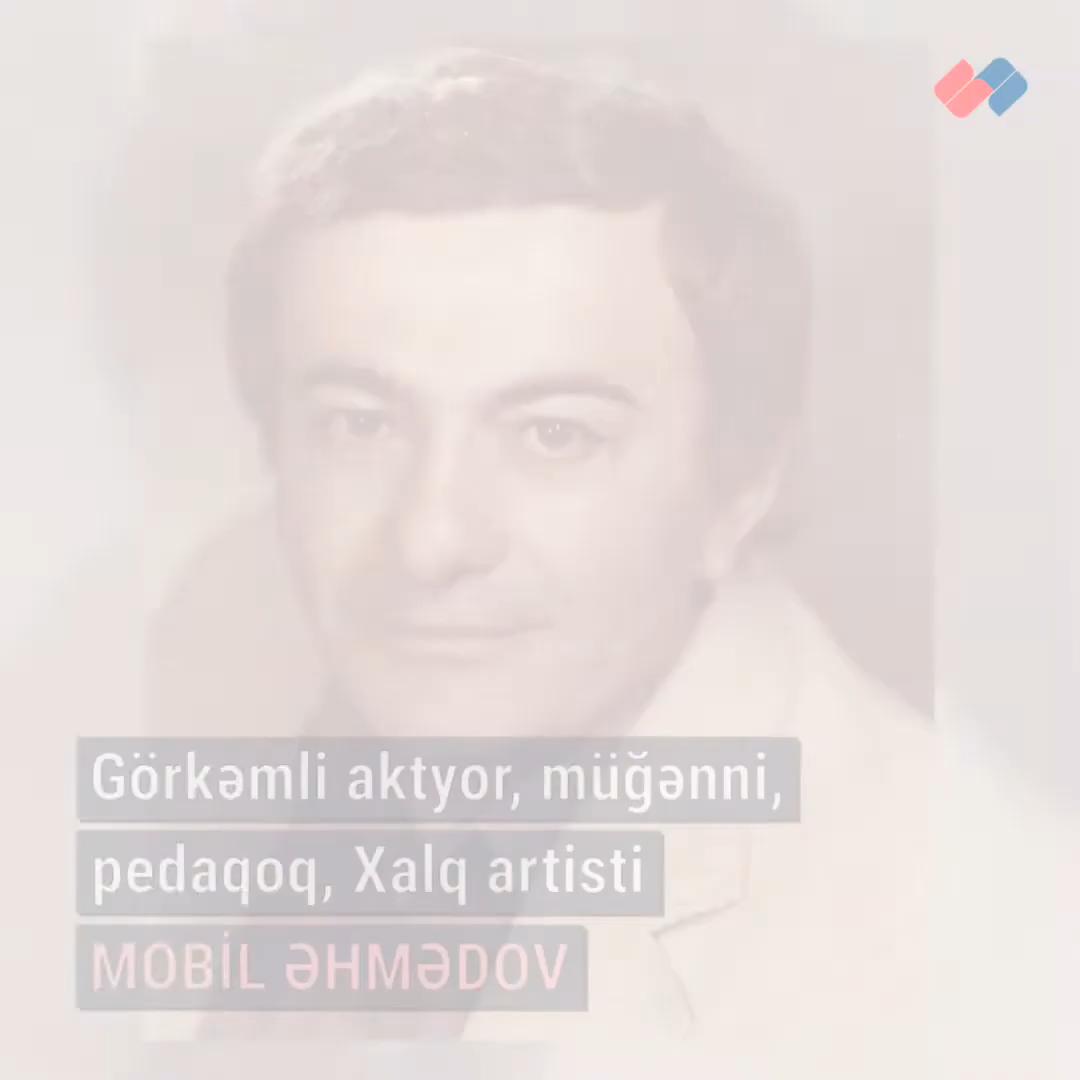 Görkəmli aktyor, müğənni,
pedaqoq, Xalq artisti
MOBİL ƏHMƏDOV